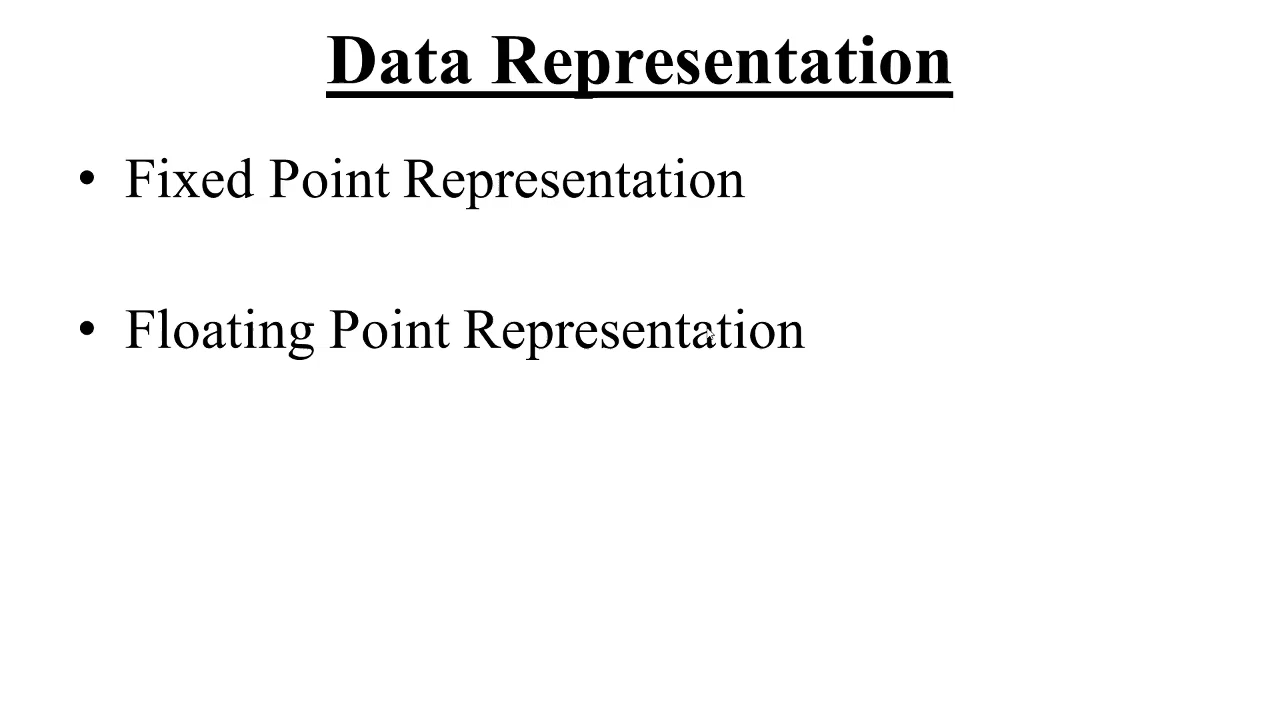 Data Representation
• Fixed Point Representation
• Floating Point Representation